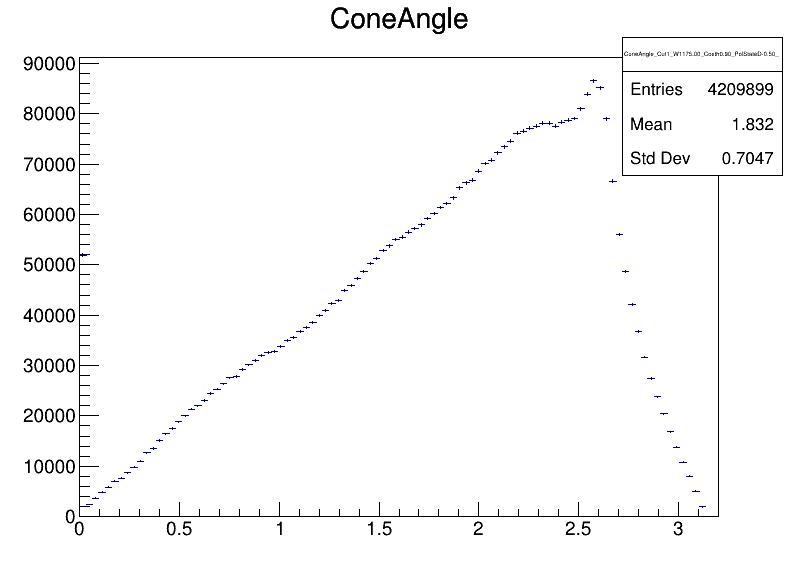 ConeAngle
ConeAngle_Cut1_W1175.00_Costh0.90_PolStateD-0.50_
Entries 4209899
Mean 1.832
Std Dev 0.7047
90000
80000
70000
60000
50000
40000
30000
20000
10000
0
0 0.5 1 1.5 2 2.5 3